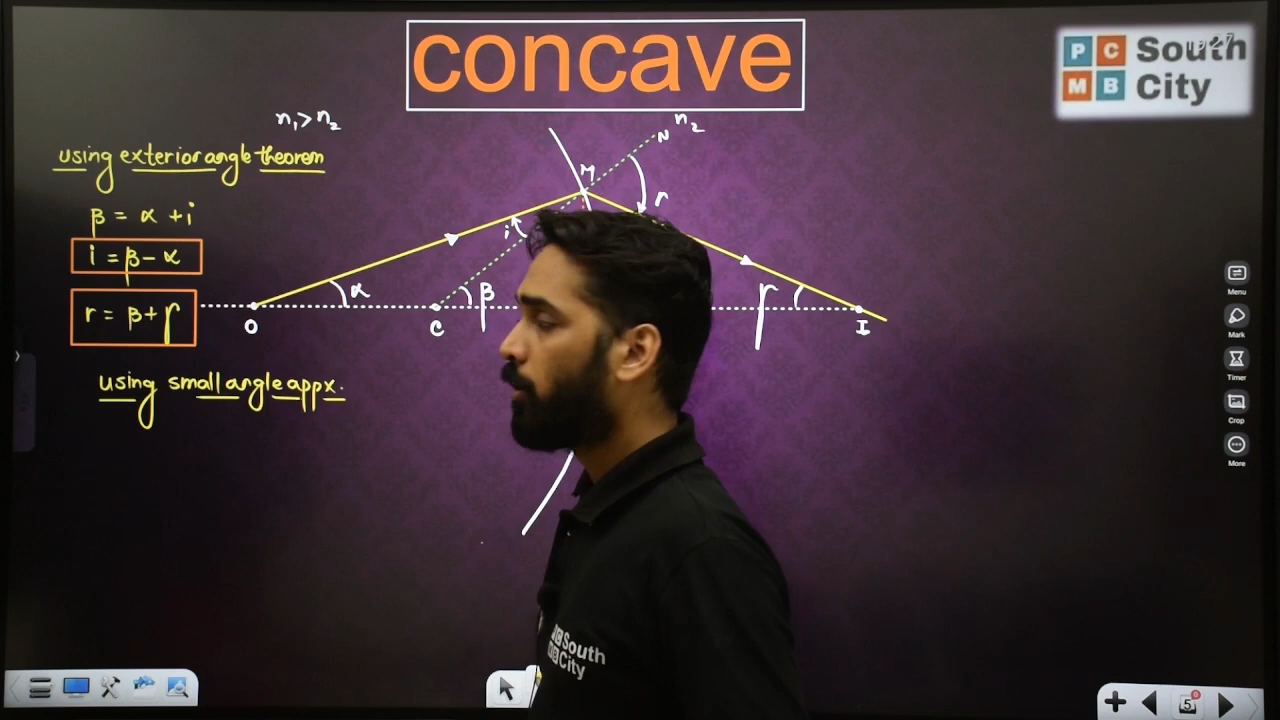 concave
P C South
M B City
n₁ > n₂
using exterior angle theorem
β = α + i
i = β - α
r = β + γ
using small angle appx.
n₂
N
M
r
i
α
β
γ
O
C
I
Menu
Mark
Timer
Crop
More
South
City
5